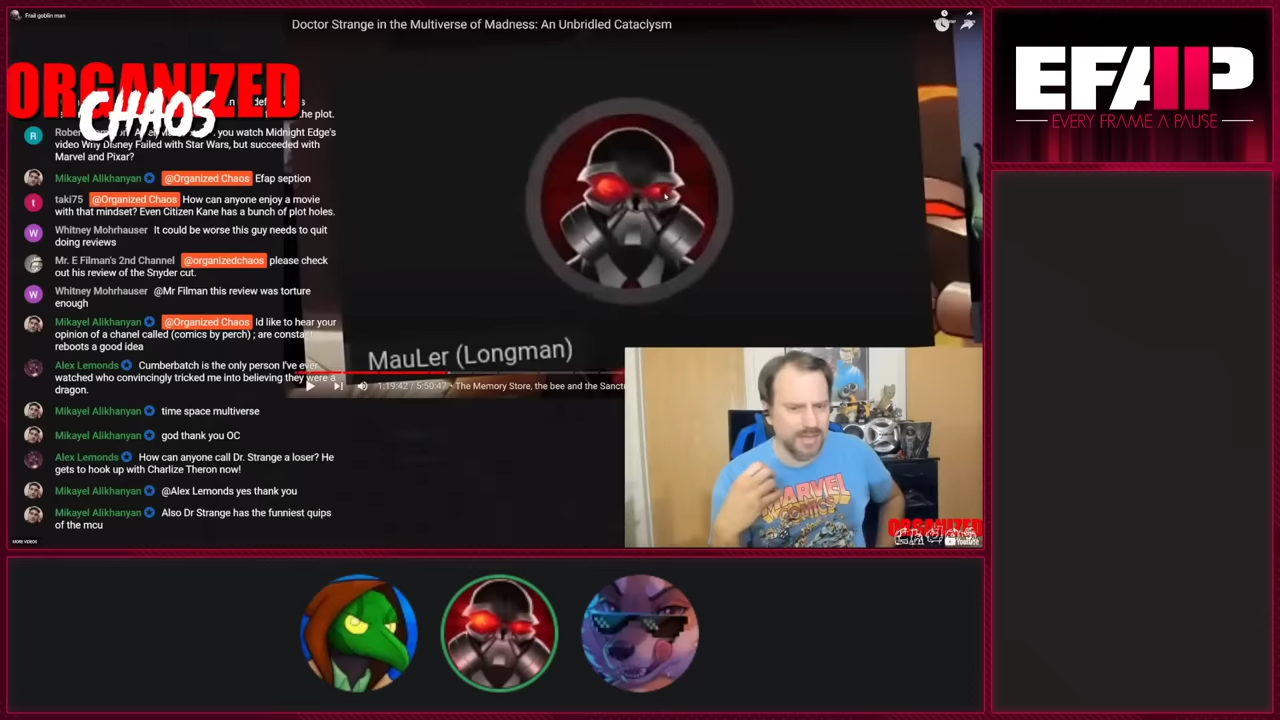 Frail goblin man
Doctor Strange in the Multiverse of Madness: An Unbridled Cataclysm
ORGANIZED
CHAOS
the plot.
you watch Midnight Edge's
video Why Disney Failed with Star Wars, but succeeded with
Marvel and Pixar?
Mikayel Alikhanyan @Organized Chaos Efap seption
taki75 @Organized Chaos How can anyone enjoy a movie
with that mindset? Even Citizen Kane has a bunch of plot holes.
Whitney Mohrhauser It could be worse this guy needs to quit
doing reviews
Mr. E Filman's 2nd Channel @organizedchaos please check
out his review of the Snyder cut.
Whitney Mohrhauser @Mr Filman this review was torture
enough
Mikayel Alikhanyan @Organized Chaos Id like to hear your
opinion of a chanel called (comics by perch) ; are constant
reboots a good idea
Alex Lemonds Cumberbatch is the only person I've ever
watched who convincingly tricked me into believing they were a
dragon.
Mikayel Alikhanyan time space multiverse
Mikayel Alikhanyan god thank you OC
Alex Lemonds How can anyone call Dr. Strange a loser? He
gets to hook up with Charlize Theron now!
Mikayel Alikhanyan @Alex Lemonds yes thank you
Mikayel Alikhanyan Also Dr Strange has the funniest quips
of the mcu
MORE VIDEOS
MauLer (Longman)
1:19:42 / 5:50:47 • The Memory Store, the bee and the Sanct
MARVEL
COMICS
ORGANIZED
YouTube
EFAP
EVERY FRAME A PAUSE